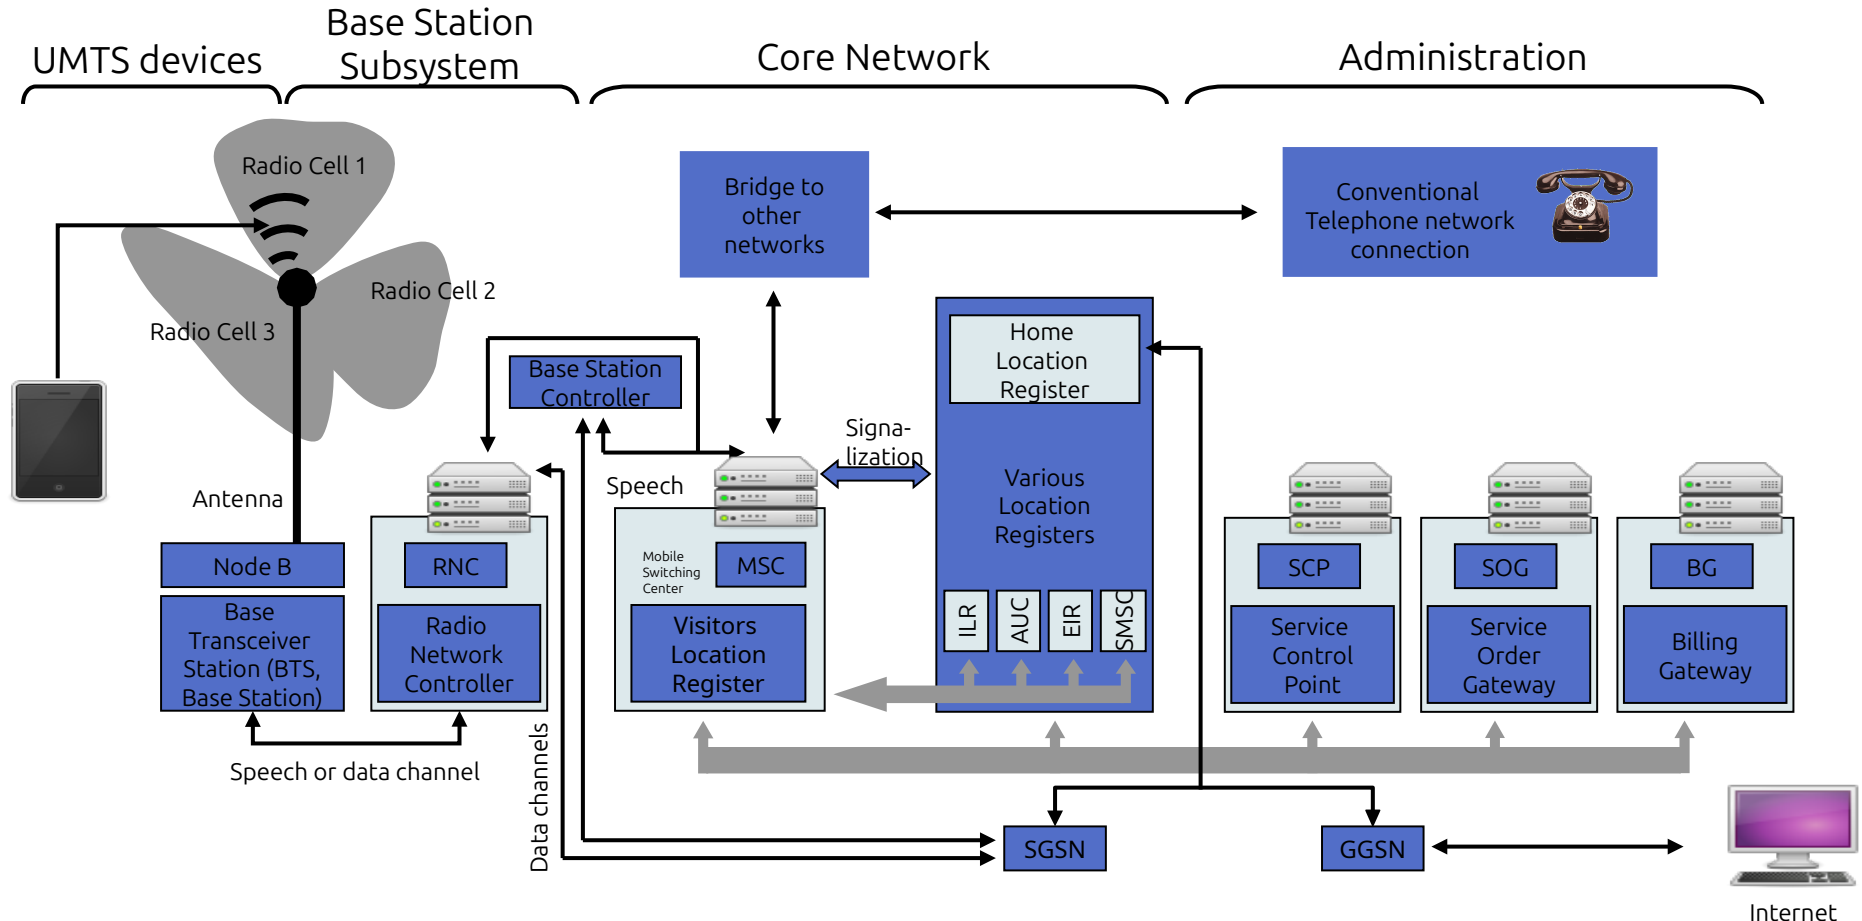 UMTS devices
Base Station
Subsystem
Core Network
Administration
Radio Cell 1
Radio Cell 2
Radio Cell 3
Bridge to
other
networks
Conventional
Telephone network
connection
Home
Location
Register
Base Station
Controller
Signa-
lization
Various
Location
Registers
Speech
Antenna
Node B
Base
Transceiver
Station (BTS,
Base Station)
RNC
Radio
Network
Controller
Mobile
Switching
Center
MSC
Visitors
Location
Register
ILR
AUC
EIR
SMSC
SCP
Service
Control
Point
SOG
Service
Order
Gateway
BG
Billing
Gateway
Speech or data channel
Data channels
SGSN
GGSN
Internet